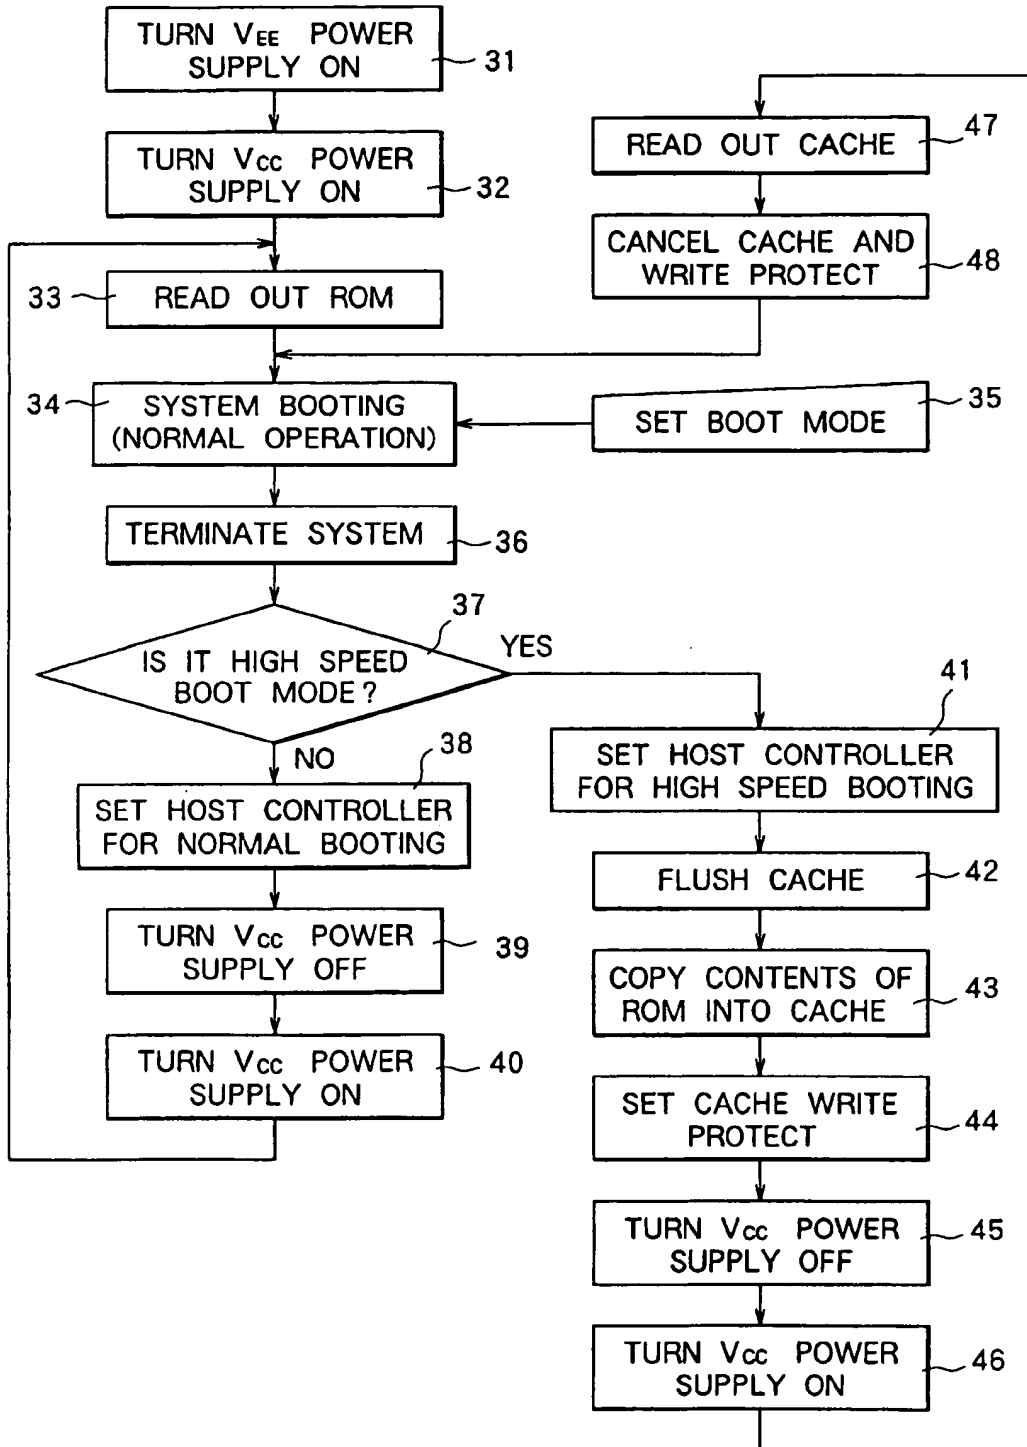 TURN VEE POWER
SUPPLY ON
31
TURN VCC POWER
SUPPLY ON
32
READ OUT ROM
33
SYSTEM BOOTING
(NORMAL OPERATION)
34
SET BOOT MODE
35
TERMINATE SYSTEM
36
IS IT HIGH SPEED
BOOT MODE?
37
YES
NO
SET HOST CONTROLLER
FOR NORMAL BOOTING
38
TURN VCC POWER
SUPPLY OFF
39
TURN VCC POWER
SUPPLY ON
40
SET HOST CONTROLLER
FOR HIGH SPEED BOOTING
41
FLUSH CACHE
42
COPY CONTENTS OF
ROM INTO CACHE
43
SET CACHE WRITE
PROTECT
44
TURN VCC POWER
SUPPLY OFF
45
TURN VCC POWER
SUPPLY ON
46
READ OUT CACHE
47
CANCEL CACHE AND
WRITE PROTECT
48